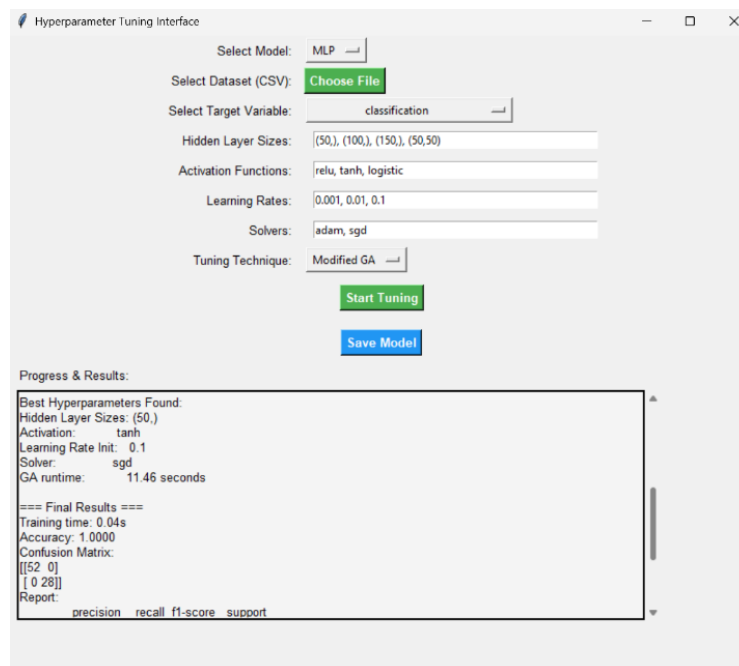 Hyperparameter Tuning Interface
Select Model: MLP
Select Dataset (CSV): Choose File
Select Target Variable: classification
Hidden Layer Sizes: (50,), (100,), (150,), (50,50)
Activation Functions: relu, tanh, logistic
Learning Rates: 0.001, 0.01, 0.1
Solvers: adam, sgd
Tuning Technique: Modified GA
Start Tuning
Save Model
Progress & Results:
Best Hyperparameters Found:
Hidden Layer Sizes: (50,)
Activation: tanh
Learning Rate Init: 0.1
Solver: sgd
GA runtime: 11.46 seconds
=== Final Results ===
Training time: 0.04s
Accuracy: 1.0000
Confusion Matrix:
[[52 0]
[ 0 28]]
Report:
precision recall f1-score support